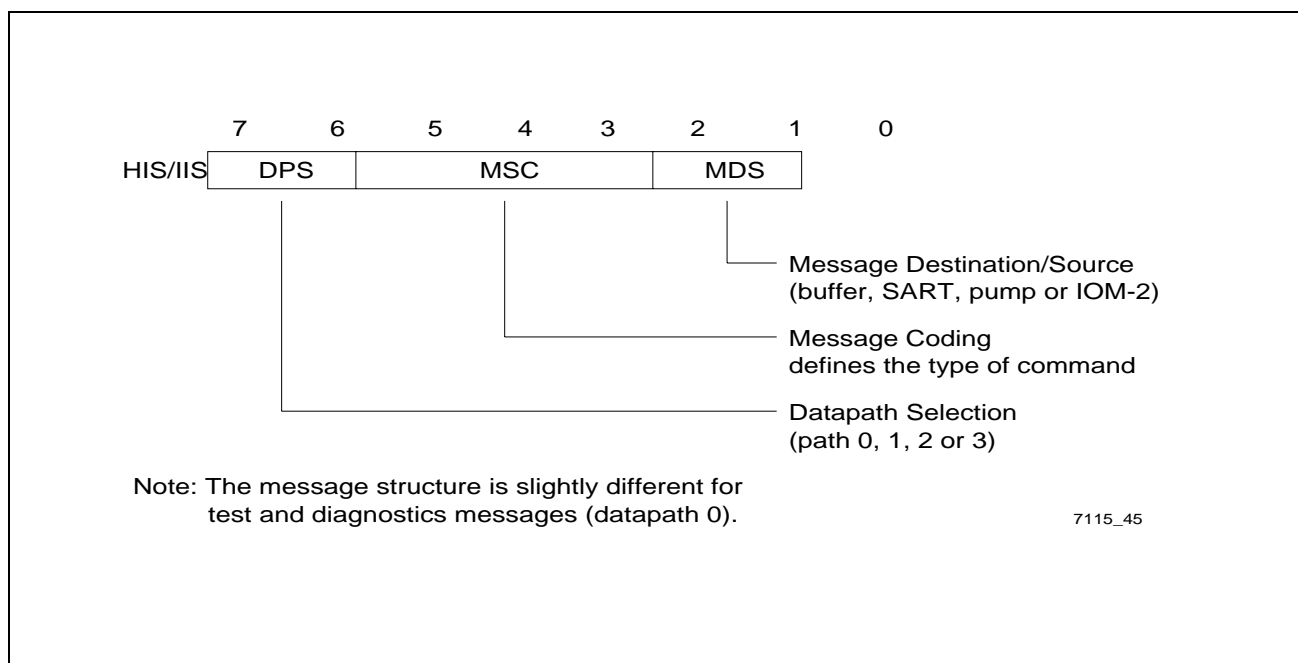 7 6 5 4 3 2 1 0
HIS/IIS DPS MSC MDS
Message Destination/Source
(buffer, SART, pump or IOM-2)
Message Coding
defines the type of command
Datapath Selection
(path 0, 1, 2 or 3)
Note: The message structure is slightly different for
test and diagnostics messages (datapath 0).
7115_45